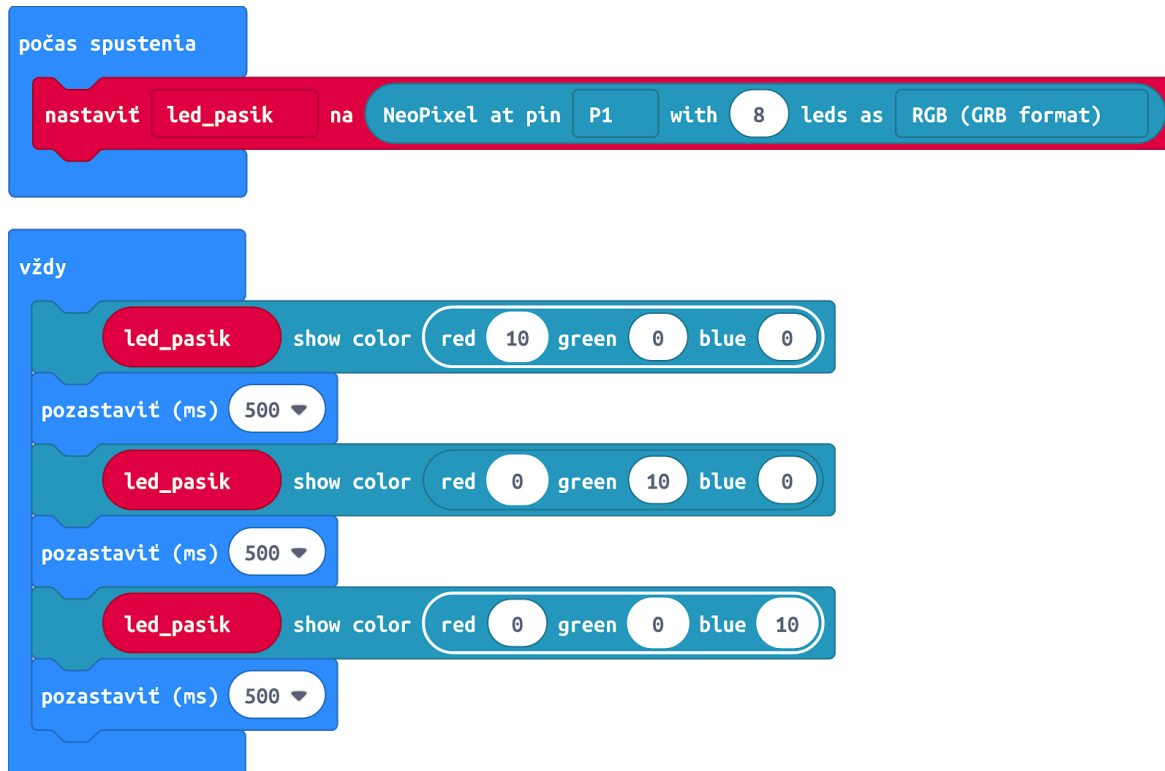 počas spustenia
nastaviť led_pasik na NeoPixel at pin P1 with 8 leds as RGB (GRB format)
vždy
led_pasik show color red 10 green 0 blue 0
pozastaviť (ms) 500
led_pasik show color red 0 green 10 blue 0
pozastaviť (ms) 500
led_pasik show color red 0 green 0 blue 10
pozastaviť (ms) 500